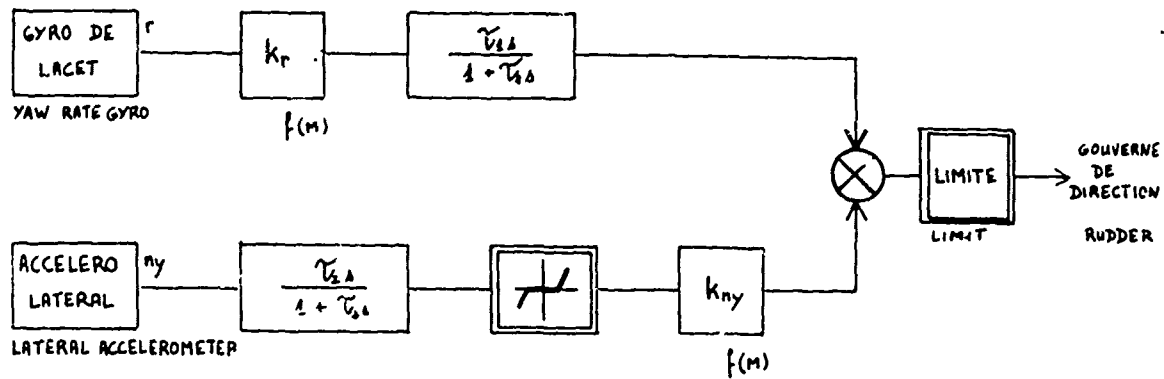 GYRO DE
LACET
r
YAW RATE GYRO
kr
f(M)
τ1s
1 + τ1s
ACCELERO
LATERAL
ny
LATERAL ACCELEROMETER
τ2s
1 + τ2s
kny
f(M)
LIMITE
LIMIT
GOUVERNE
DE
DIRECTION
RUDDER